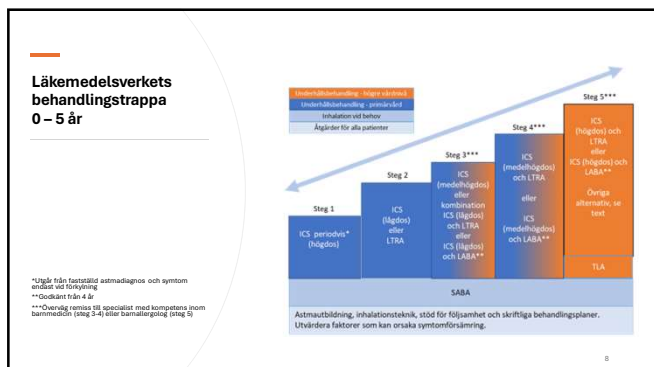 Läkemedelsverkets
behandlingstrappa
0 – 5 år
*Utgår från fastställd astmadiagnos och symtom
endast vid förkylning
**Godkänt från 4 år
***Överväg remiss till specialist med kompetens inom
barnmedicin (steg 3-4) eller barnallergolog (steg 5)
Underhållsbehandling - högre vårdnivå
Underhållsbehandling - primärvård
Inhalation vid behov
Åtgärder för alla patienter
Steg 1
ICS periodvis*
(högdos)
Steg 2
ICS
(lågdos)
eller
LTRA
Steg 3***
ICS
(medelhögdos)
eller
kombination
ICS (lågdos)
och LTRA
eller
ICS (lågdos)
och LABA**
Steg 4***
ICS
(medelhögdos)
och LTRA
eller
ICS
(medelhögdos)
och LABA**
Steg 5***
ICS
(högdos) och
LTRA
eller
ICS (högdos) och
LABA**
Övriga
alternativ, se
text
TLA
SABA
Astmautbildning, inhalationsteknik, stöd för följsamhet och skriftliga behandlingsplaner.
Utvärdera faktorer som kan orsaka symtomförsämring.
8